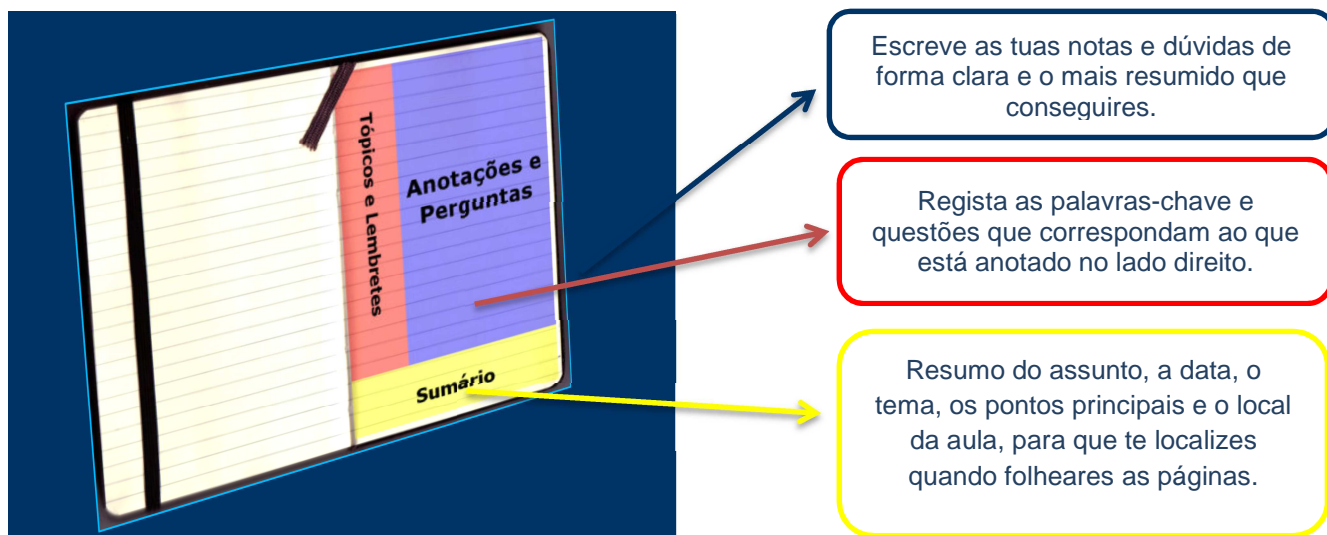 Tópicos e Lembretes
Anotações e
Perguntas
Sumário
Escreve as tuas notas e dúvidas de
forma clara e o mais resumido que
conseguires.
Regista as palavras-chave e
questões que correspondam ao que
está anotado no lado direito.
Resumo do assunto, a data, o
tema, os pontos principais e o local
da aula, para que te localizes
quando folheares as páginas.